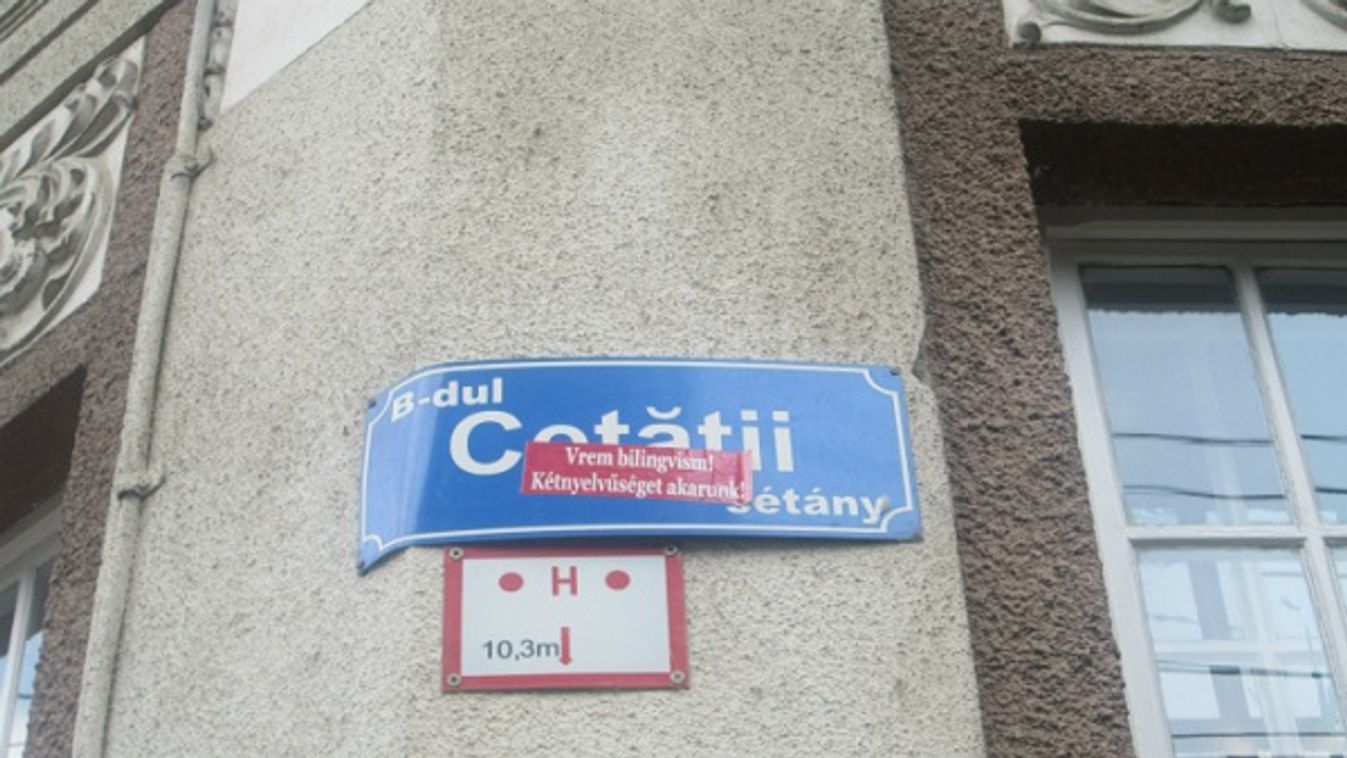 B-dul
Cetății
Vrem bilingvism!
Kétnyelvűséget akarunk!
sétány
H
10,3m